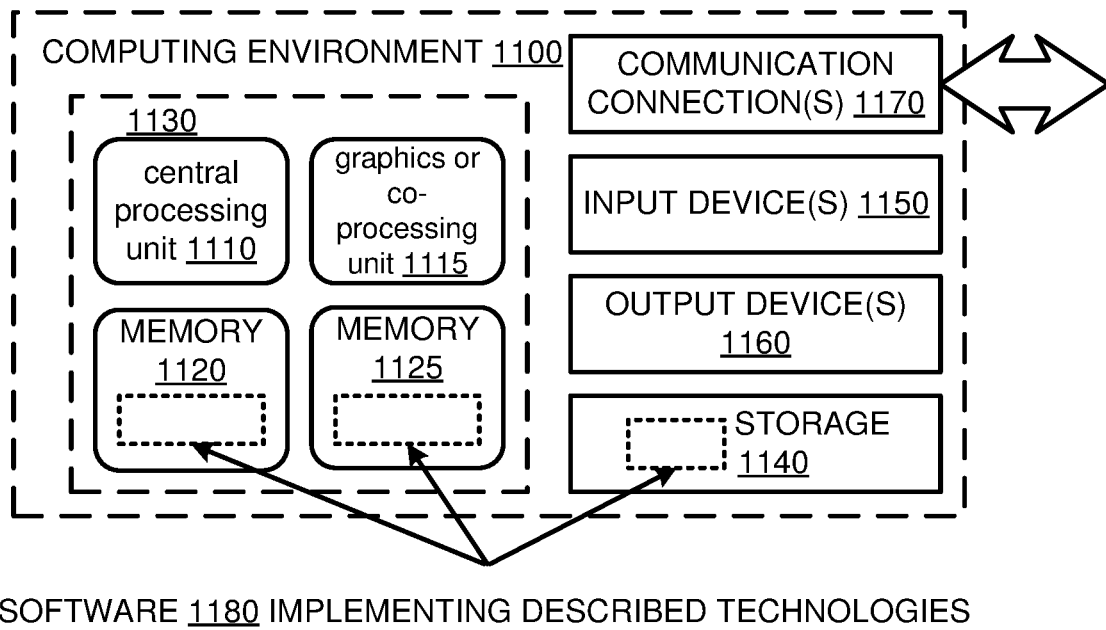 COMPUTING ENVIRONMENT 1100
COMMUNICATION
CONNECTION(S) 1170
1130
central
processing
unit 1110
graphics or
co-
processing
unit 1115
INPUT DEVICE(S) 1150
OUTPUT DEVICE(S)
1160
MEMORY
1120
MEMORY
1125
STORAGE
1140
SOFTWARE 1180 IMPLEMENTING DESCRIBED TECHNOLOGIES